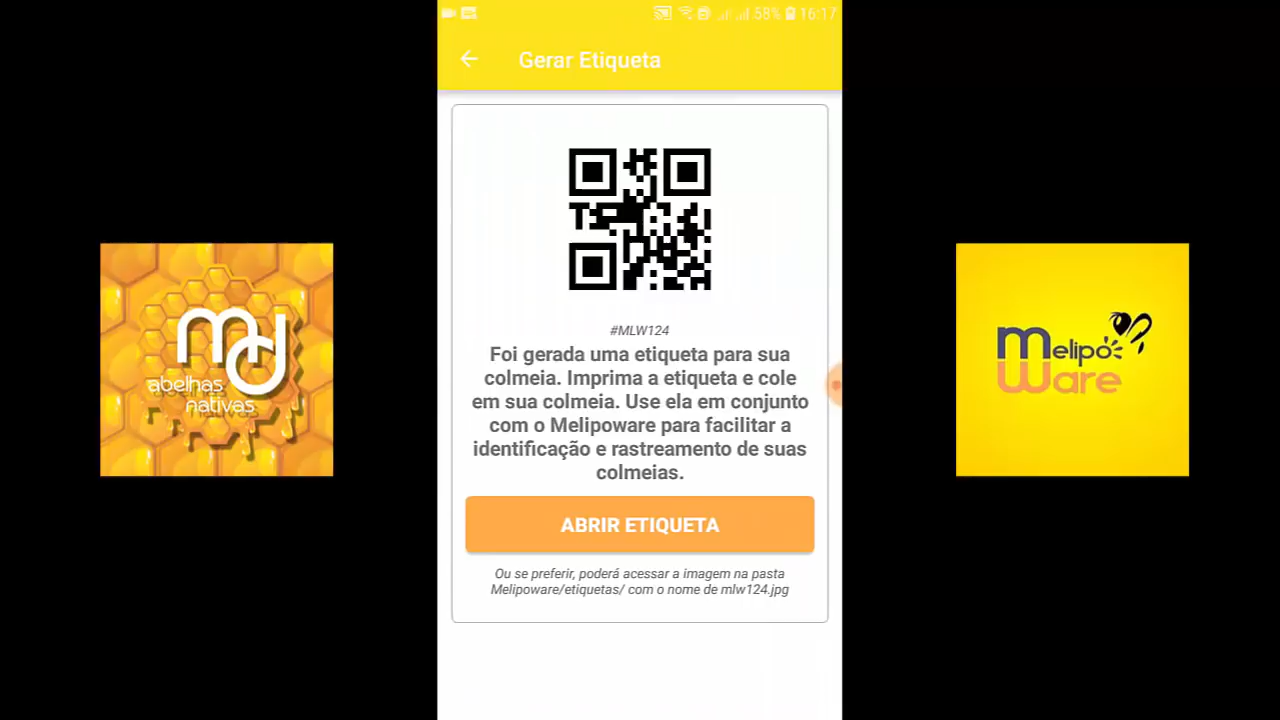 58% 16:17
Gerar Etiqueta
#MLW124
Foi gerada uma etiqueta para sua
colmeia. Imprima a etiqueta e cole
em sua colmeia. Use ela em conjunto
com o Melipoware para facilitar a
identificação e rastreamento de suas
colmeias.
ABRIR ETIQUETA
Ou se preferir, poderá acessar a imagem na pasta
Melipoware/etiquetas/ com o nome de mlw124.jpg
md
abelhas
nativas
melipo
ware